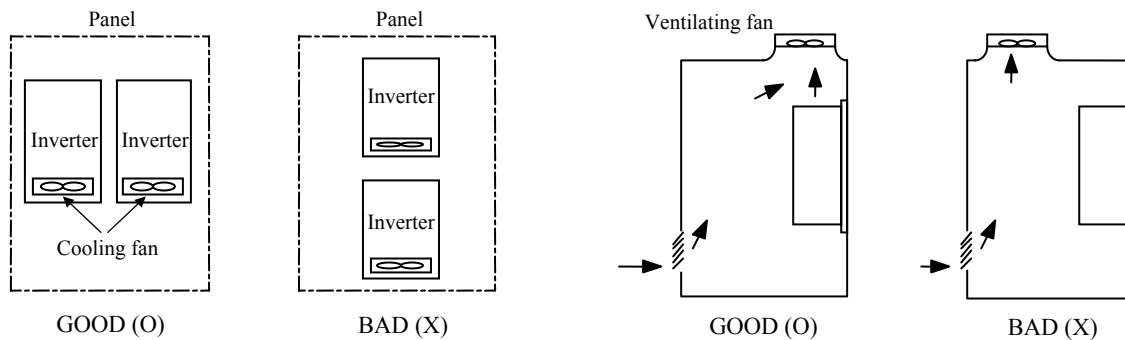 Panel
Inverter Inverter
Cooling fan
GOOD (O)
Panel
Inverter
Inverter
BAD (X)
Ventilating fan
GOOD (O)
BAD (X)